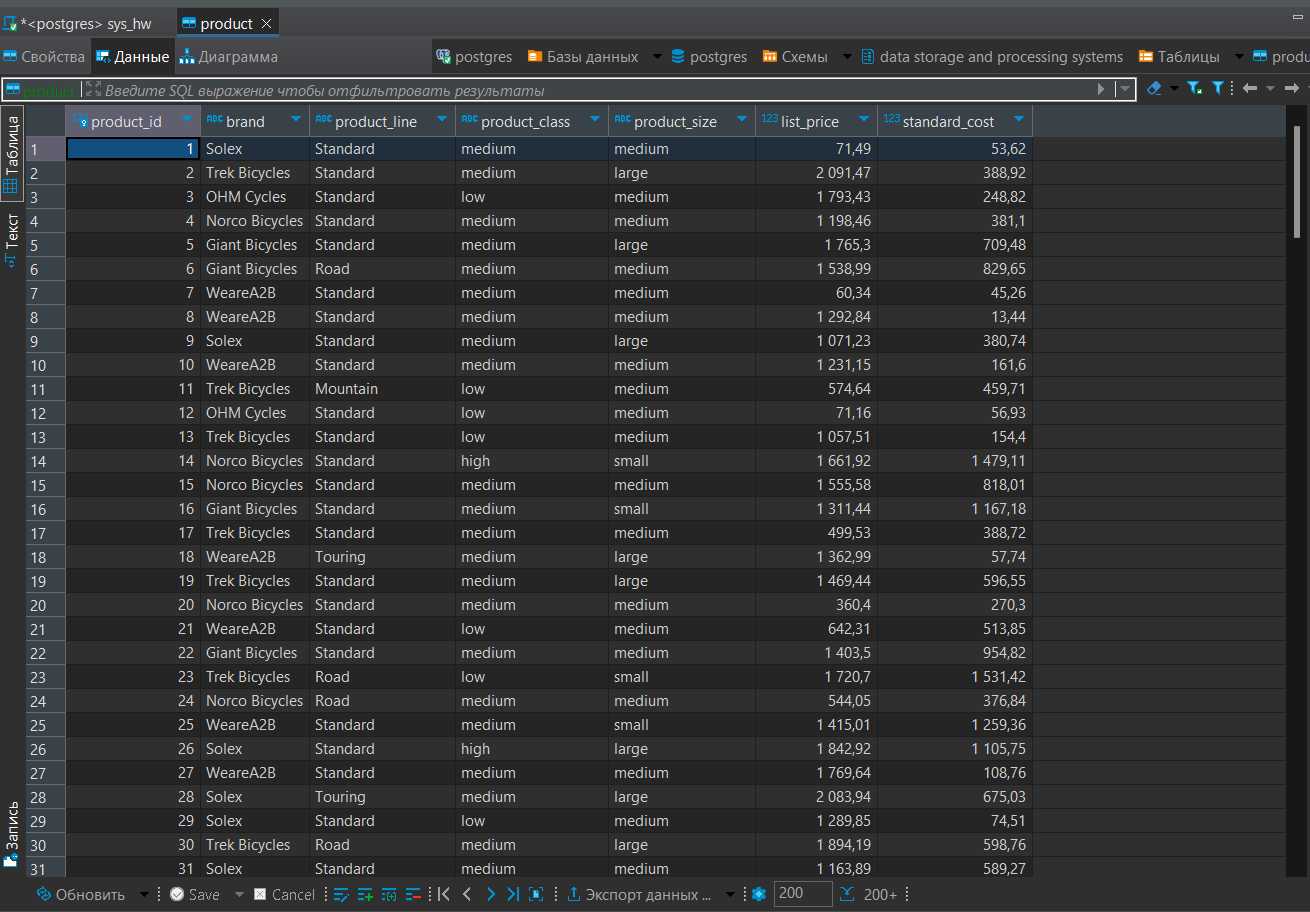 *<postgres> sys_hw product
Свойства Данные Диаграмма postgres Базы данных postgres Схемы data storage and processing systems Таблицы produ
product Введите SQL выражение чтобы отфильтровать результаты
Таблица
Текст
Запись
123 product_id ABC brand ABC product_line ABC product_class ABC product_size 123 list_price 123 standard_cost
1 1 Solex Standard medium medium 71,49 53,62
2 2 Trek Bicycles Standard medium large 2 091,47 388,92
3 3 OHM Cycles Standard low medium 1 793,43 248,82
4 4 Norco Bicycles Standard medium medium 1 198,46 381,1
5 5 Giant Bicycles Standard medium large 1 765,3 709,48
6 6 Giant Bicycles Road medium medium 1 538,99 829,65
7 7 WeareA2B Standard medium medium 60,34 45,26
8 8 WeareA2B Standard medium medium 1 292,84 13,44
9 9 Solex Standard medium large 1 071,23 380,74
10 10 WeareA2B Standard medium medium 1 231,15 161,6
11 11 Trek Bicycles Mountain low medium 574,64 459,71
12 12 OHM Cycles Standard low medium 71,16 56,93
13 13 Trek Bicycles Standard low medium 1 057,51 154,4
14 14 Norco Bicycles Standard high small 1 661,92 1 479,11
15 15 Norco Bicycles Standard medium medium 1 555,58 818,01
16 16 Giant Bicycles Standard medium small 1 311,44 1 167,18
17 17 Trek Bicycles Standard medium medium 499,53 388,72
18 18 WeareA2B Touring medium large 1 362,99 57,74
19 19 Trek Bicycles Standard medium large 1 469,44 596,55
20 20 Norco Bicycles Standard medium medium 360,4 270,3
21 21 WeareA2B Standard low medium 642,31 513,85
22 22 Giant Bicycles Standard medium medium 1 403,5 954,82
23 23 Trek Bicycles Road low small 1 720,7 1 531,42
24 24 Norco Bicycles Road medium medium 544,05 376,84
25 25 WeareA2B Standard medium small 1 415,01 1 259,36
26 26 Solex Standard high large 1 842,92 1 105,75
27 27 WeareA2B Standard medium medium 1 769,64 108,76
28 28 Solex Touring medium large 2 083,94 675,03
29 29 Solex Standard low medium 1 289,85 74,51
30 30 Trek Bicycles Road medium large 1 894,19 598,76
31 31 Solex Standard medium medium 1 163,89 589,27
Обновить Save Cancel Экспорт данных ... 200 200+